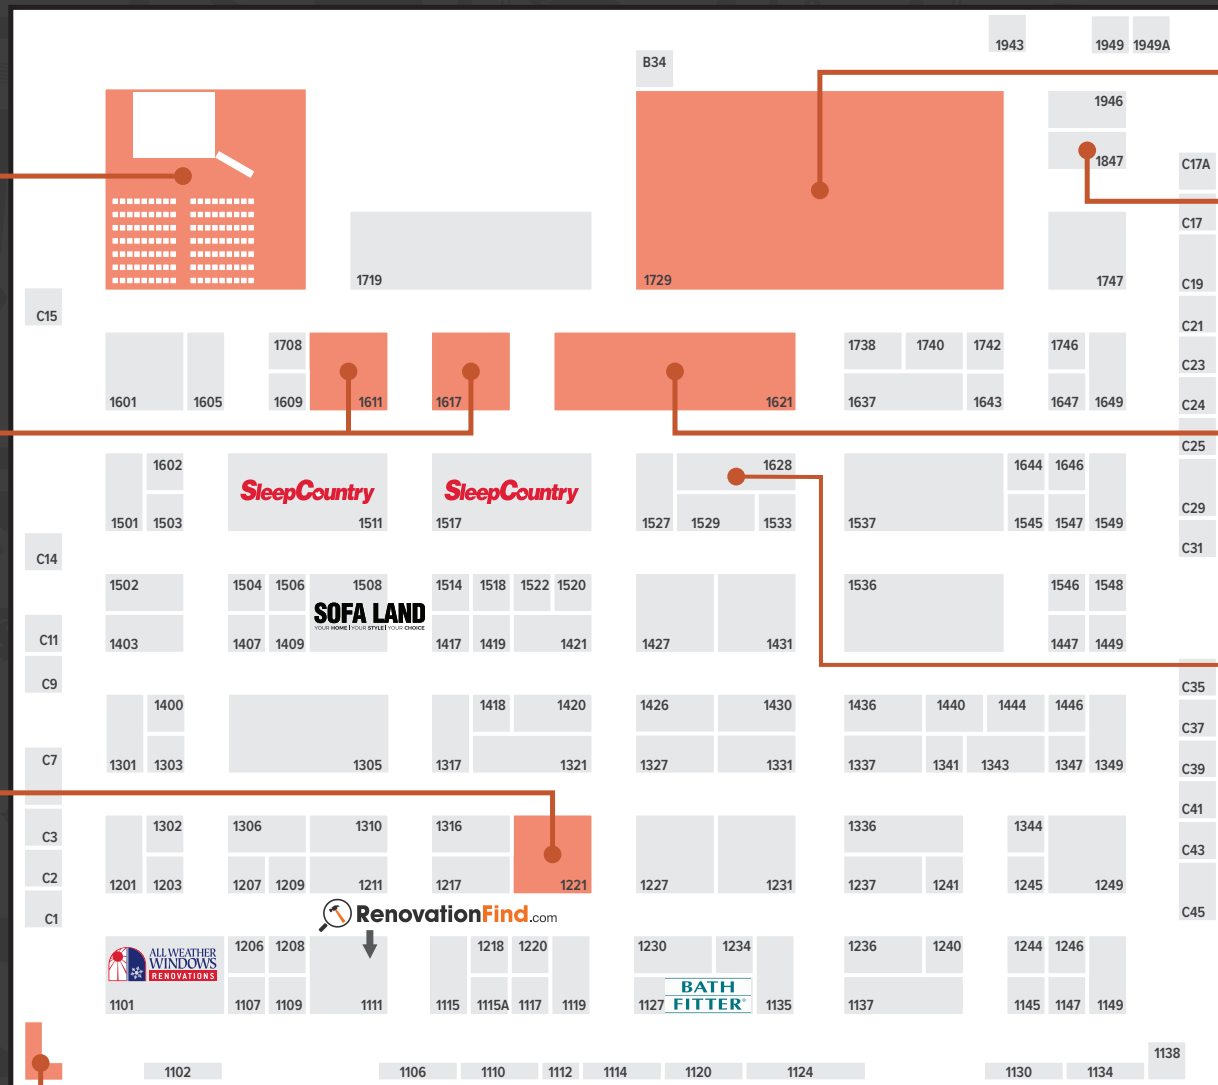 1943 1949 1949A
B34
1946
1847
C17A
C17
1719 1729 1747 C19
C15
C21
1708 1738 1740 1742 1746 C23
1601 1605 1609 1611 1617 1621 1637 1643 1647 1649 C24
C25
1602 1628 1644 1646
SleepCountry SleepCountry
1501 1503 1511 1517 1527 1529 1533 1537 1545 1547 1549 C29
C31
C14
1502 1504 1506 1508 1514 1518 1522 1520 1536 1546 1548
SOFA LAND
YOUR HOME | YOUR STYLE | YOUR CHOICE
1403 1407 1409 1417 1419 1421 1427 1431 1447 1449
C11
C9 C35
1400 1418 1420 1426 1430 1436 1440 1444 1446 C37
C7
1301 1303 1305 1317 1321 1327 1331 1337 1341 1343 1347 1349 C39
C41
C3 1302 1306 1310 1316 1336 1344
C43
C2 1201 1203 1207 1209 1211 1217 1221 1227 1231 1237 1241 1245 1249
C1 C45
RenovationFind.com
1206 1208 1218 1220 1230 1234 1236 1240 1244 1246
ALL WEATHER
WINDOWS
RENOVATIONS
BATH
FITTER®
1101 1107 1109 1111 1115 1115A 1117 1119 1127 1135 1137 1145 1147 1149
1138
1102 1106 1110 1112 1114 1120 1124 1130 1134